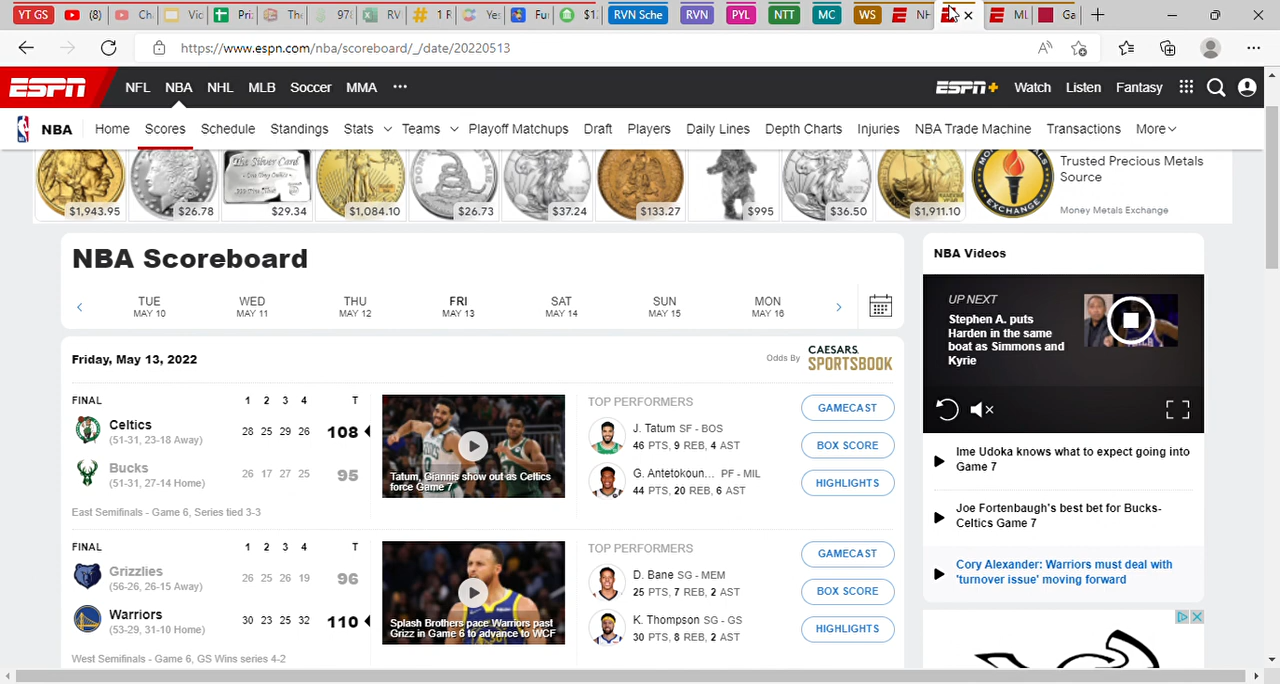 YT GS
(8)
Ch
Vic
Pri
The
97
RV
1 R
Yes
Fu
$1
RVN Sche
RVN
PYL
NTT
MC
WS
NH
ML
Ga
https://www.espn.com/nba/scoreboard/_/date/20220513
ESPN
NFL
NBA
NHL
MLB
Soccer
MMA
ESPN+
Watch
Listen
Fantasy
NBA
Home
Scores
Schedule
Standings
Stats
Teams
Playoff Matchups
Draft
Players
Daily Lines
Depth Charts
Injuries
NBA Trade Machine
Transactions
More
$1,943.95
$26.78
$29.34
$1,084.10
$26.73
$37.24
$133.27
$995
$36.50
$1,911.10
Trusted Precious Metals
Source
Money Metals Exchange
NBA Scoreboard
TUE
MAY 10
WED
MAY 11
THU
MAY 12
FRI
MAY 13
SAT
MAY 14
SUN
MAY 15
MON
MAY 16
Friday, May 13, 2022
Odds By
CAESARS
SPORTSBOOK
FINAL
1 2 3 4 T
Celtics
(51-31, 23-18 Away)
28 25 29 26 108
Bucks
(51-31, 27-14 Home)
26 17 27 25 95
East Semifinals - Game 6, Series tied 3-3
Tatum, Giannis show out as Celtics
force Game 7
TOP PERFORMERS
J. Tatum SF - BOS
46 PTS, 9 REB, 4 AST
G. Antetokoun... PF - MIL
44 PTS, 20 REB, 6 AST
GAMECAST
BOX SCORE
HIGHLIGHTS
FINAL
1 2 3 4 T
Grizzlies
(56-26, 26-15 Away)
26 25 26 19 96
Warriors
(53-29, 31-10 Home)
30 23 25 32 110
West Semifinals - Game 6, GS Wins series 4-2
Splash Brothers pace Warriors past
Grizz in Game 6 to advance to WCF
TOP PERFORMERS
D. Bane SG - MEM
25 PTS, 7 REB, 2 AST
K. Thompson SG - GS
30 PTS, 8 REB, 2 AST
GAMECAST
BOX SCORE
HIGHLIGHTS
NBA Videos
UP NEXT
Stephen A. puts
Harden in the same
boat as Simmons and
Kyrie
Ime Udoka knows what to expect going into
Game 7
Joe Fortenbaugh's best bet for Bucks-
Celtics Game 7
Cory Alexander: Warriors must deal with
'turnover issue' moving forward